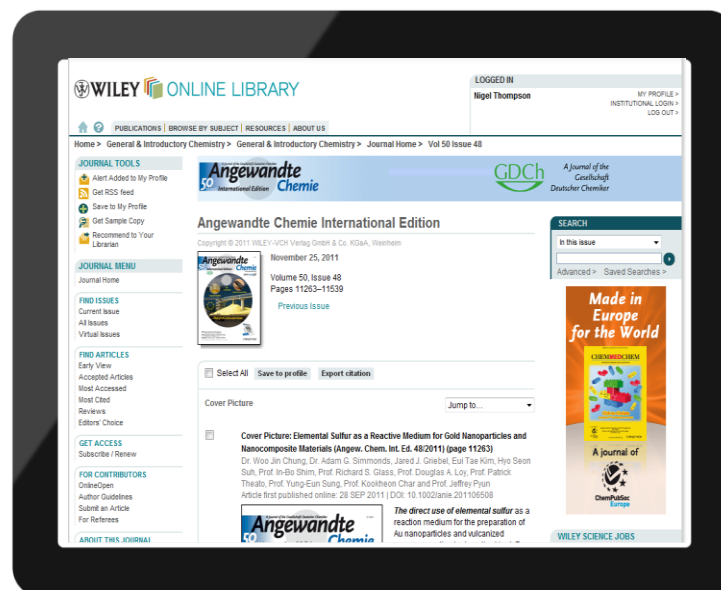 WILEY ONLINE LIBRARY
LOGGED IN
Nigel Thompson
MY PROFILE >
INSTITUTIONAL LOGIN >
LOG OUT >
PUBLICATIONS | BROWSE BY SUBJECT | RESOURCES | ABOUT US
Home > General & Introductory Chemistry > General & Introductory Chemistry > Journal Home > Vol 50 Issue 48
JOURNAL TOOLS
Alert Added to My Profile
Get RSS feed
Save to My Profile
Get Sample Copy
Recommend to Your
Librarian
JOURNAL MENU
Journal Home
FIND ISSUES
Current Issue
All Issues
Virtual Issues
FIND ARTICLES
Early View
Accepted Articles
Most Accessed
Most Cited
Reviews
Editors' Choice
GET ACCESS
Subscribe / Renew
FOR CONTRIBUTORS
OnlineOpen
Author Guidelines
Submit an Article
For Referees
ABOUT THIS JOURNAL
A Journal of the Gesellschaft Deutscher Chemiker
Angewandte
50 International Edition Chemie
GDCh
A Journal of the
Gesellschaft
Deutscher Chemiker
Angewandte Chemie International Edition
Copyright © 2011 WILEY-VCH Verlag GmbH & Co. KGaA, Weinheim
Angewandte
Chemie
November 25, 2011
Volume 50, Issue 48
Pages 11263–11539
Previous Issue
Select All Save to profile Export citation
Cover Picture
Jump to...
Cover Picture: Elemental Sulfur as a Reactive Medium for Gold Nanoparticles and
Nanocomposite Materials (Angew. Chem. Int. Ed. 48/2011) (page 11263)
Dr. Woo Jin Chung, Dr. Adam G. Simmonds, Jared J. Griebel, Eui Tae Kim, Hyo Seon
Suh, Prof. In-Bo Shim, Prof. Richard S. Glass, Prof. Douglas A. Loy, Prof. Patrick
Theato, Prof. Yung-Eun Sung, Prof. Kookheon Char and Prof. Jeffrey Pyun
Article first published online: 28 SEP 2011 | DOI: 10.1002/anie.201106508
Angewandte
50 Chemie
The direct use of elemental sulfur as a
reaction medium for the preparation of
Au nanoparticles and vulcanized
SEARCH
In this issue
Advanced > Saved Searches >
Made in
Europe
for the World
CHEMMEDCHEM
A journal of
ChemPubSoc
Europe
WILEY SCIENCE JOBS